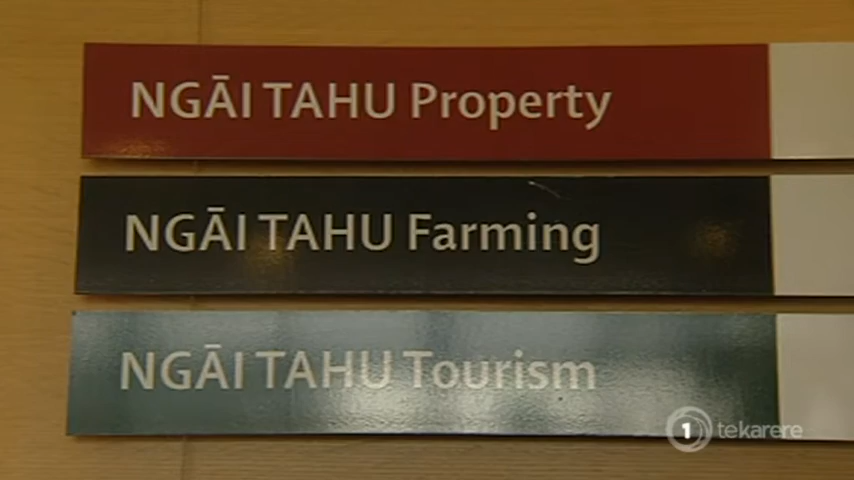 NGĀI TAHU Property
NGĀI TAHU Farming
NGĀI TAHU Tourism
1 tekarere